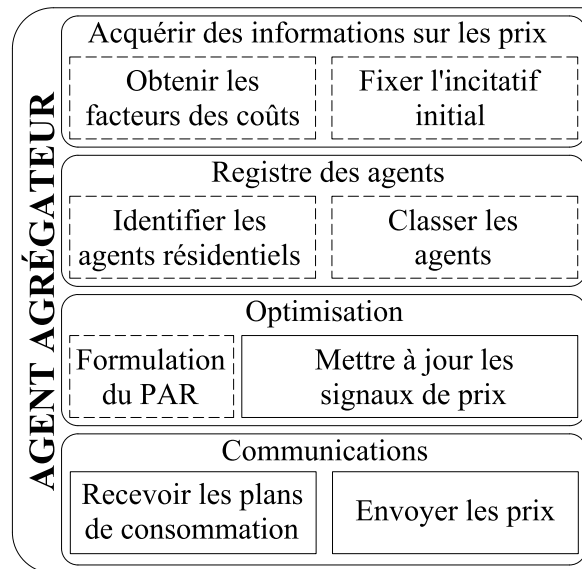 AGENT AGRÉGATEUR
Acquérir des informations sur les prix
Obtenir les
facteurs des coûts
Fixer l'incitatif
initial
Registre des agents
Identifier les
agents résidentiels
Classer les
agents
Optimisation
Formulation
du PAR
Mettre à jour les
signaux de prix
Communications
Recevoir les plans
de consommation
Envoyer les prix